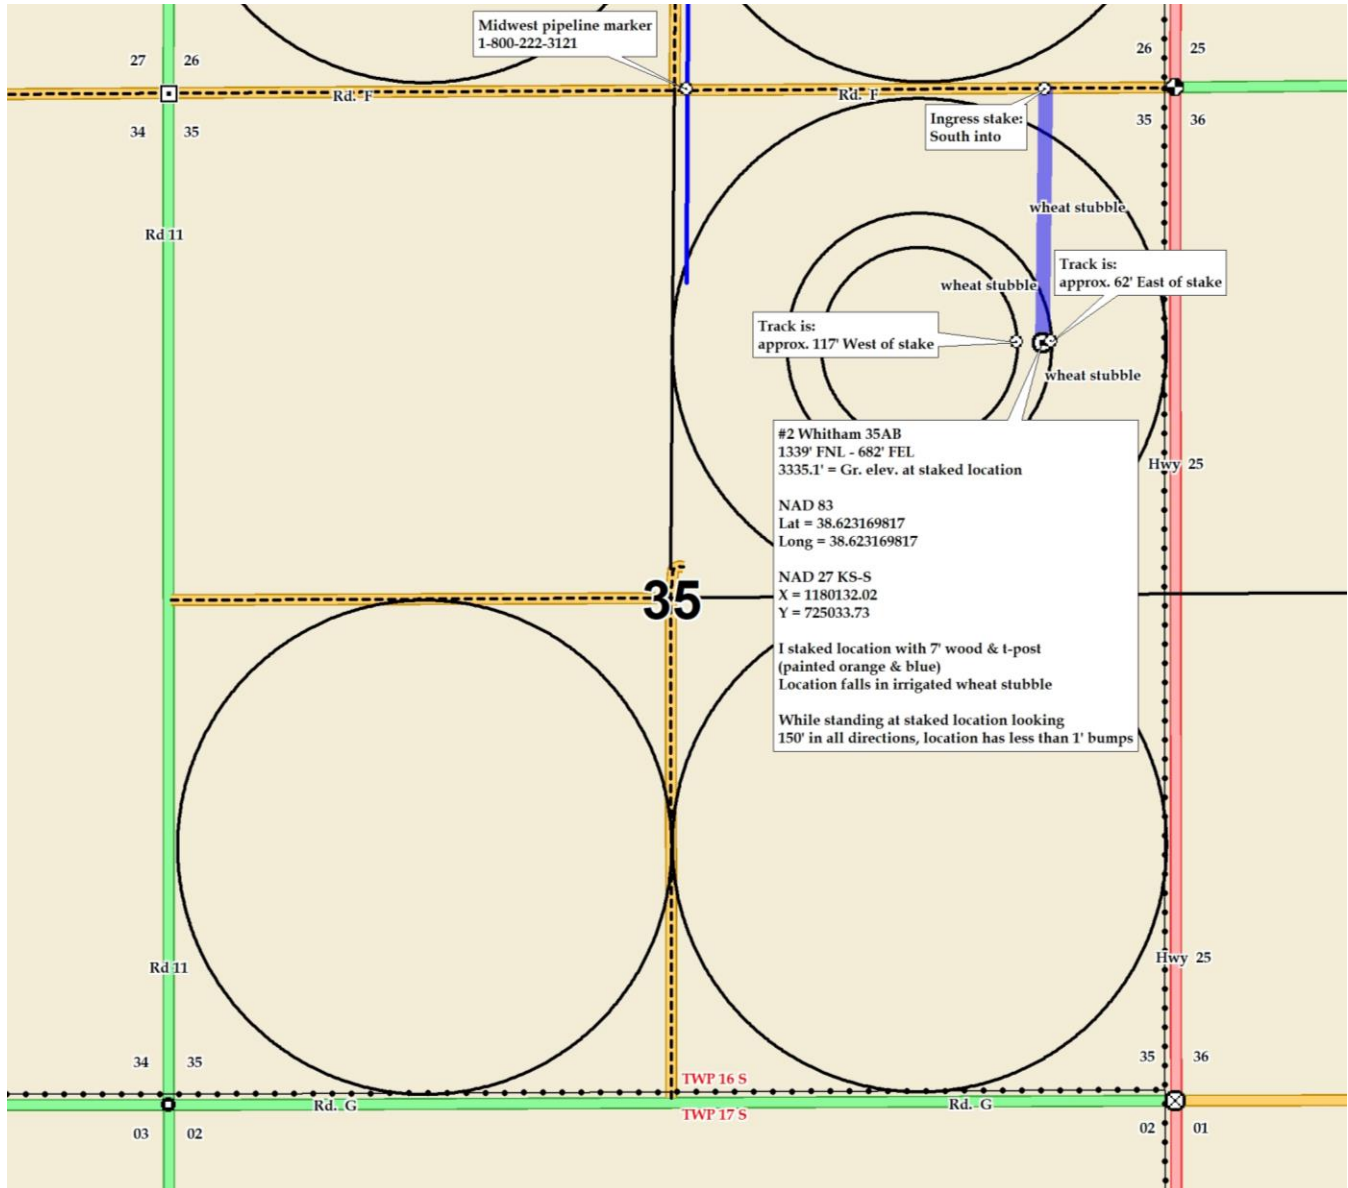 Midwest pipeline marker
1-800-222-3121
27 26
26 25
Rd. F
Rd. F
34 35
35 36
Ingress stake:
South into
wheat stubble
Rd 11
Track is:
approx. 62' East of stake
wheat stubble
Track is:
approx. 117' West of stake
wheat stubble
#2 Whitham 35AB
1339' FNL - 682' FEL
3335.1' = Gr. elev. at staked location
NAD 83
Lat = 38.623169817
Long = 38.623169817
NAD 27 KS-S
X = 1180132.02
Y = 725033.73
I staked location with 7' wood & t-post
(painted orange & blue)
Location falls in irrigated wheat stubble
While standing at staked location looking
150' in all directions, location has less than 1' bumps
Hwy 25
35
Rd 11
Hwy 25
34 35
35 36
TWP 16 S
Rd. G
Rd. G
TWP 17 S
03 02
02 01